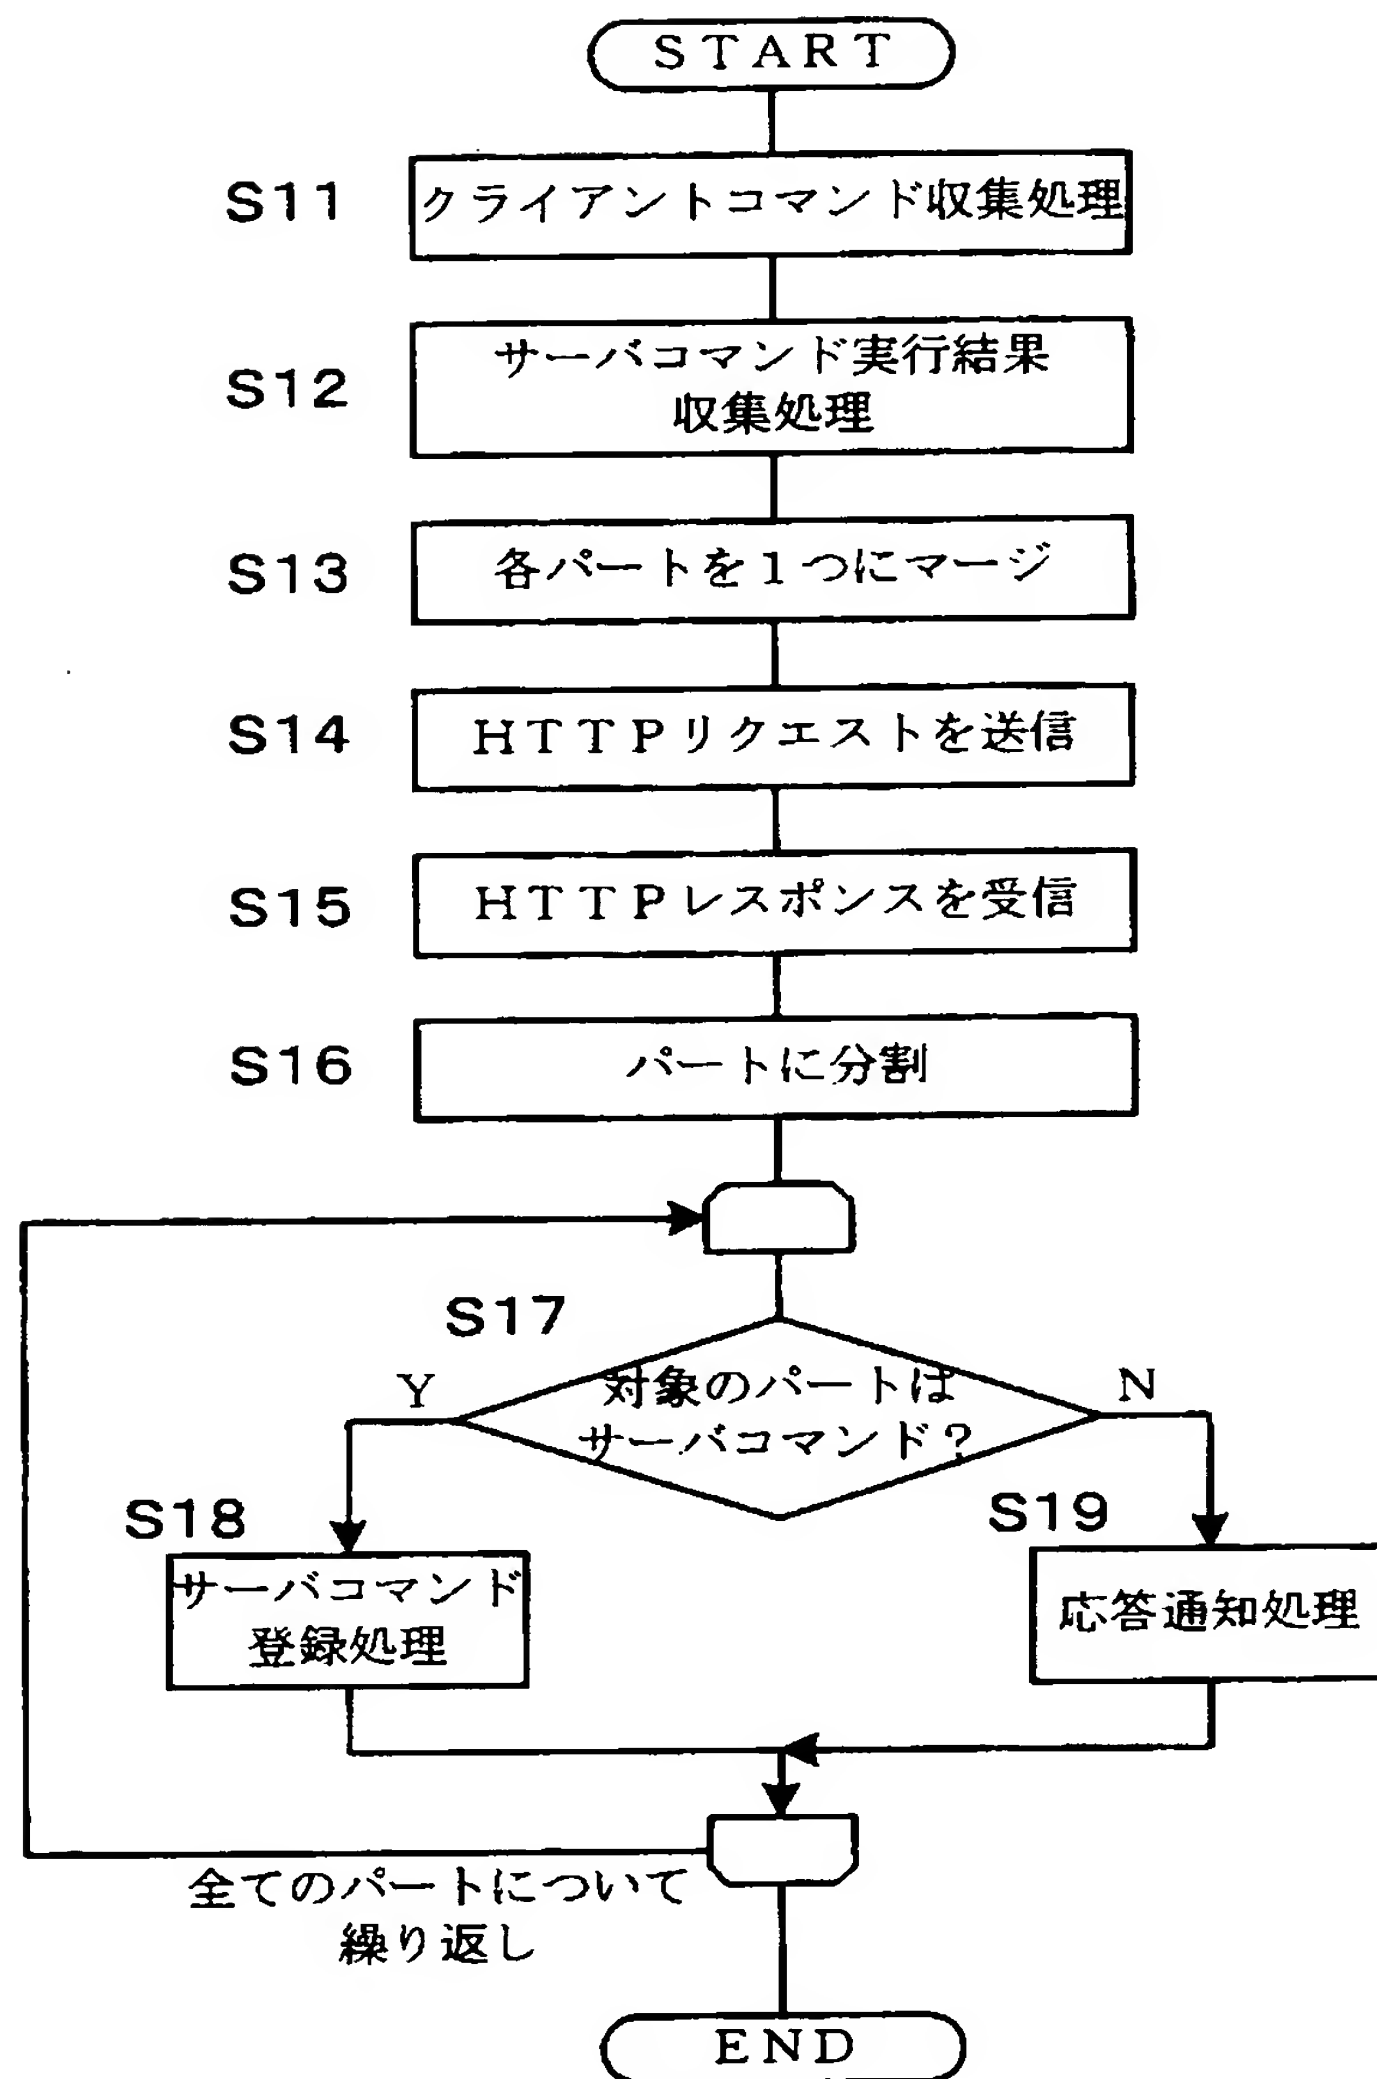 START
S11
クライアントコマンド収集処理
S12
サーバコマンド実行結果
収集処理
S13
各パートを1つにマージ
S14
HTTPリクエストを送信
S15
HTTPレスポンスを受信
S16
パートに分割
S17
対象のパートは
サーバコマンド?
Y
N
S18
サーバコマンド
登録処理
S19
応答通知処理
全てのパートについて
繰り返し
END